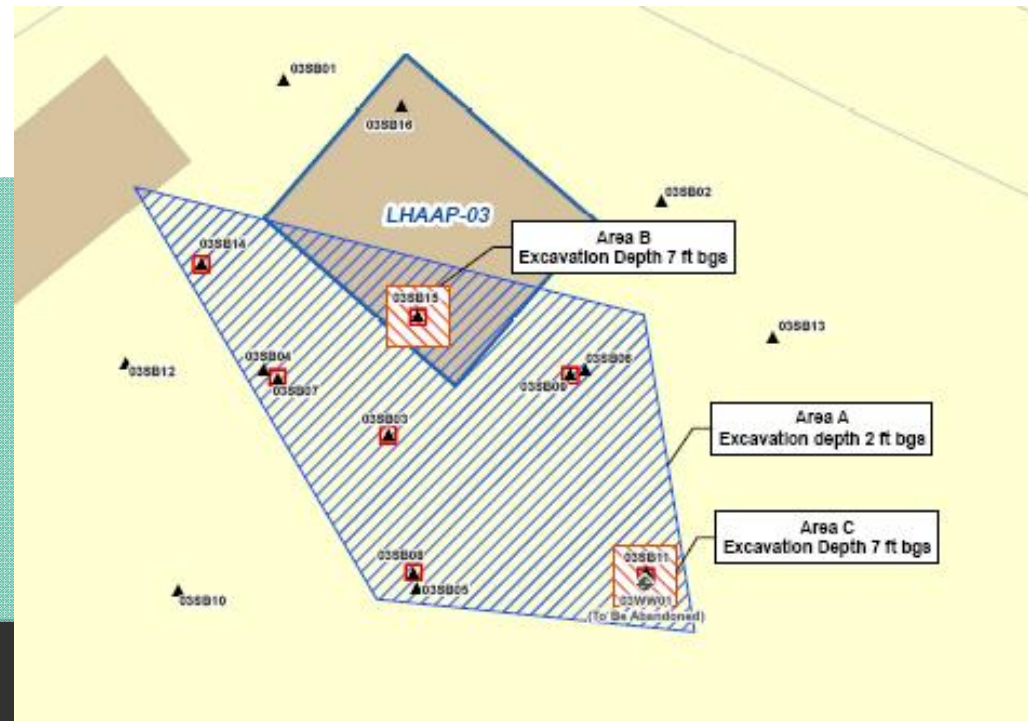 03SB01
03SB16
03SB02
LHAAP-03
Area B
Excavation Depth 7 ft bgs
03SB14
03SB15
03SB13
03SB04
03SB06
03SB12
03SB07
03SB09
03SB03
Area A
Excavation depth 2 ft bgs
Area C
Excavation Depth 7 ft bgs
03SB08
03SB11
03SB05
03SB10
03WW01
(To Be Abandoned)